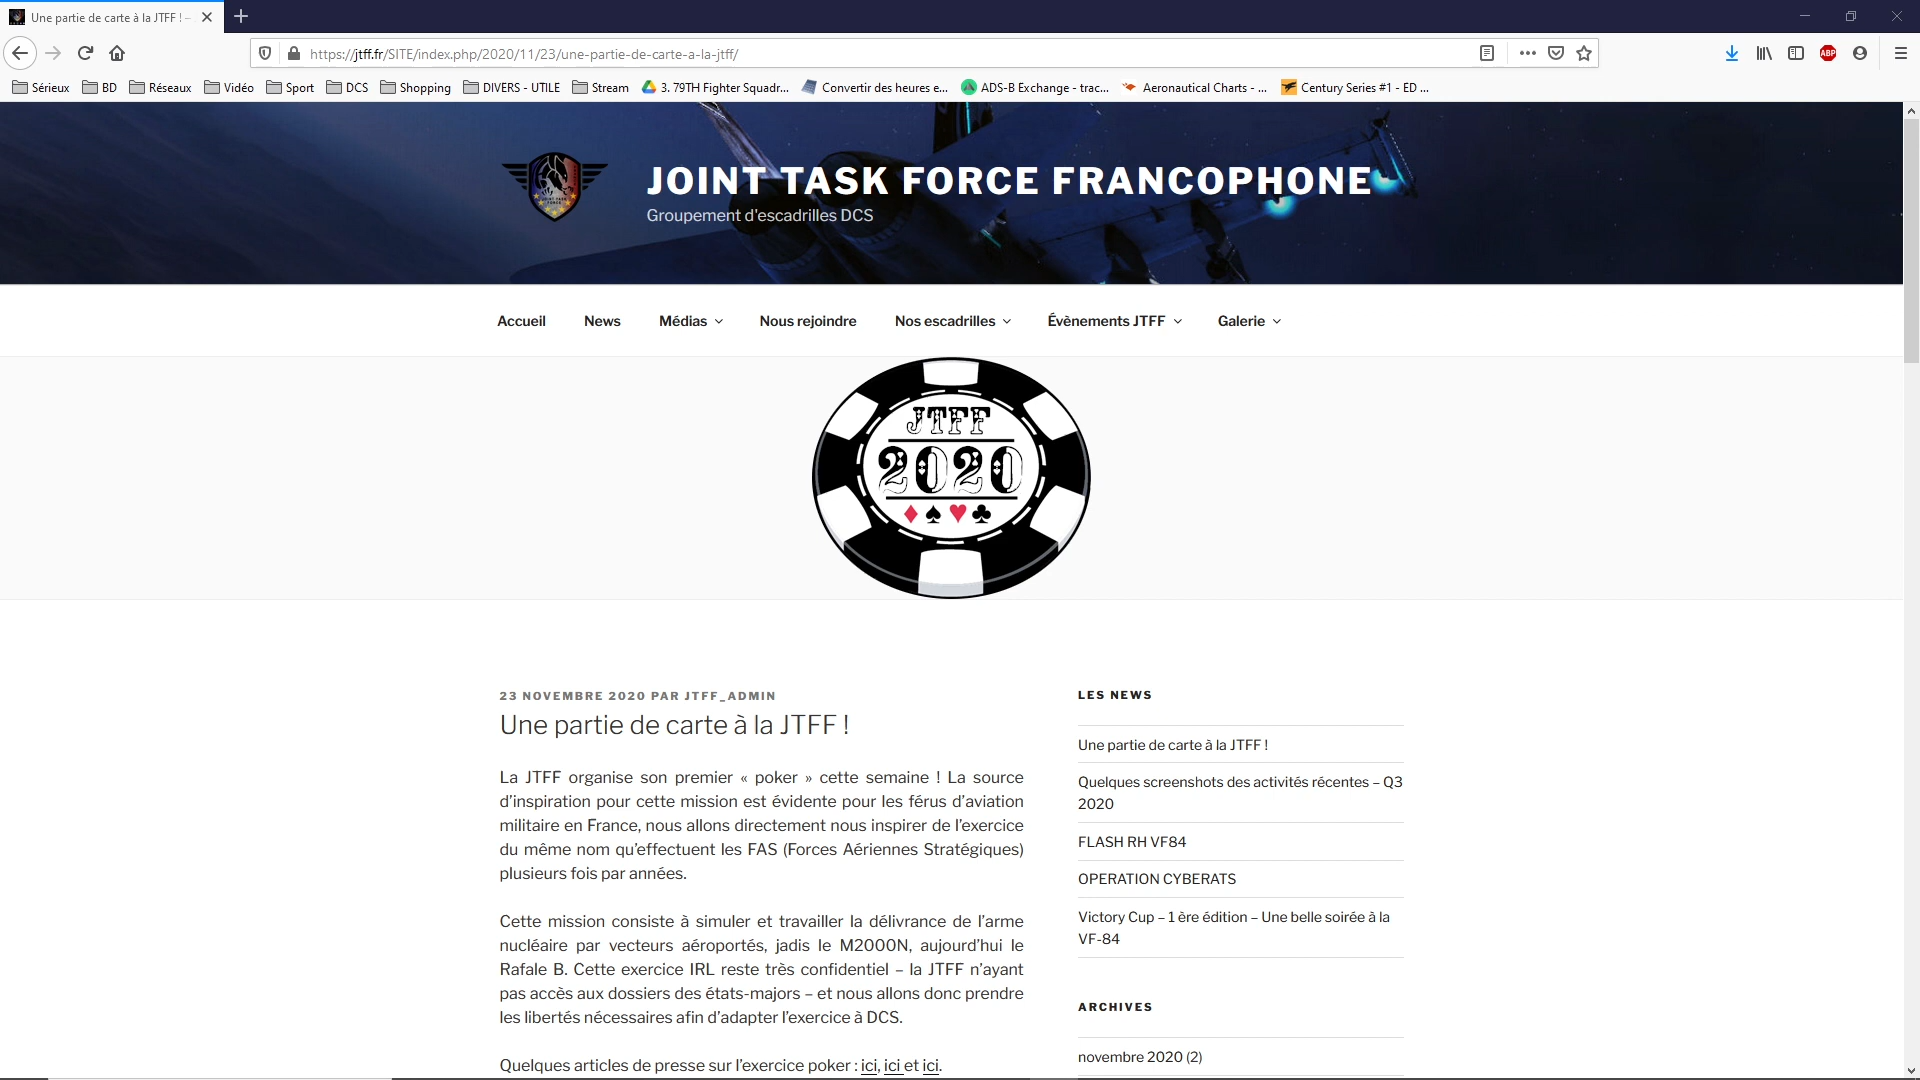 Une partie de carte à la JTFF ! –
https://jtff.fr/SITE/index.php/2020/11/23/une-partie-de-carte-a-la-jtff/
ABP
Sérieux BD Réseaux Vidéo Sport DCS Shopping DIVERS - UTILE Stream 3. 79TH Fighter Squadr... Convertir des heures e... ADS-B Exchange - trac... Aeronautical Charts - ... Century Series #1 - ED ...
JOINT TASK FORCE FRANCOPHONE
Groupement d'escadrilles DCS
JOINT TASK
FORCE
Accueil News Médias Nous rejoindre Nos escadrilles Évènements JTFF Galerie
JTFF
2020
23 NOVEMBRE 2020 PAR JTFF_ADMIN
Une partie de carte à la JTFF !
La JTFF organise son premier « poker » cette semaine ! La source
d’inspiration pour cette mission est évidente pour les férus d’aviation
militaire en France, nous allons directement nous inspirer de l’exercice
du même nom qu’effectuent les FAS (Forces Aériennes Stratégiques)
plusieurs fois par années.
Cette mission consiste à simuler et travailler la délivrance de l’arme
nucléaire par vecteurs aéroportés, jadis le M2000N, aujourd’hui le
Rafale B. Cette exercice IRL reste très confidentiel – la JTFF n’ayant
pas accès aux dossiers des états-majors – et nous allons donc prendre
les libertés nécessaires afin d’adapter l’exercice à DCS.
Quelques articles de presse sur l’exercice poker : ici, ici et ici.
LES NEWS
Une partie de carte à la JTFF !
Quelques screenshots des activités récentes – Q3
2020
FLASH RH VF84
OPERATION CYBERATS
Victory Cup – 1 ère édition – Une belle soirée à la
VF-84
ARCHIVES
novembre 2020 (2)